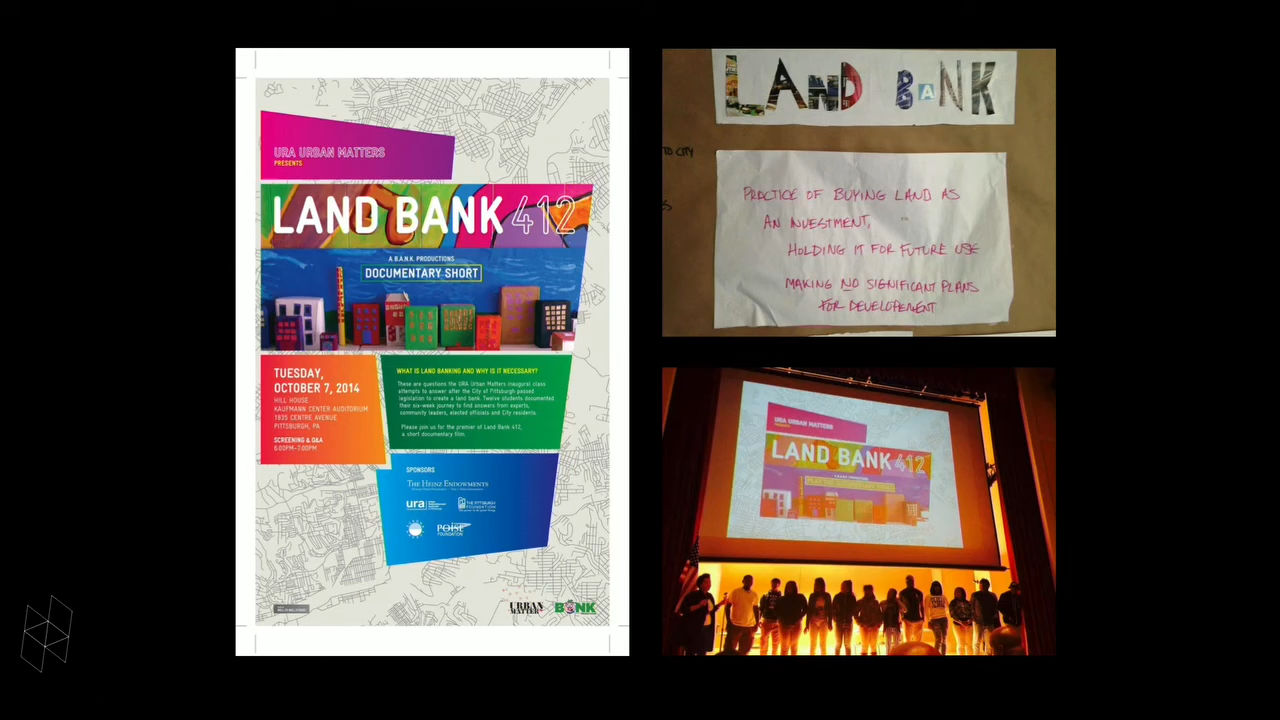 URA URBAN MATTERS
PRESENTS
LAND BANK 412
A B.A.N.K. PRODUCTIONS
DOCUMENTARY SHORT
TUESDAY,
OCTOBER 7, 2014
HILL HOUSE
KAUFMANN CENTER AUDITORIUM
1835 CENTRE AVENUE
PITTSBURGH, PA
SCREENING & Q&A
6:00PM–7:00PM
WHAT IS LAND BANKING AND WHY IS IT NECESSARY?
These are questions the URA Urban Matters inaugural class
attempts to answer after the City of Pittsburgh passed
legislation to create a land bank. Twelve students documented
their six-week journey to find answers from experts,
community leaders, elected officials and City residents.
Please join us for the premier of Land Bank 412,
a short documentary film.
SPONSORS
THE HEINZ ENDOWMENTS
ura
THE PITTSBURGH
FOUNDATION
POISE
FOUNDATION
URBAN
MATTERS
BANK
LAND BANK
TO CITY
PRACTICE OF BUYING LAND AS
AN INVESTMENT,
HOLDING IT FOR FUTURE USE
MAKING NO SIGNIFICANT PLANS
FOR DEVELOPEMENT
URA URBAN MATTERS
PRESENTS
LAND BANK 412